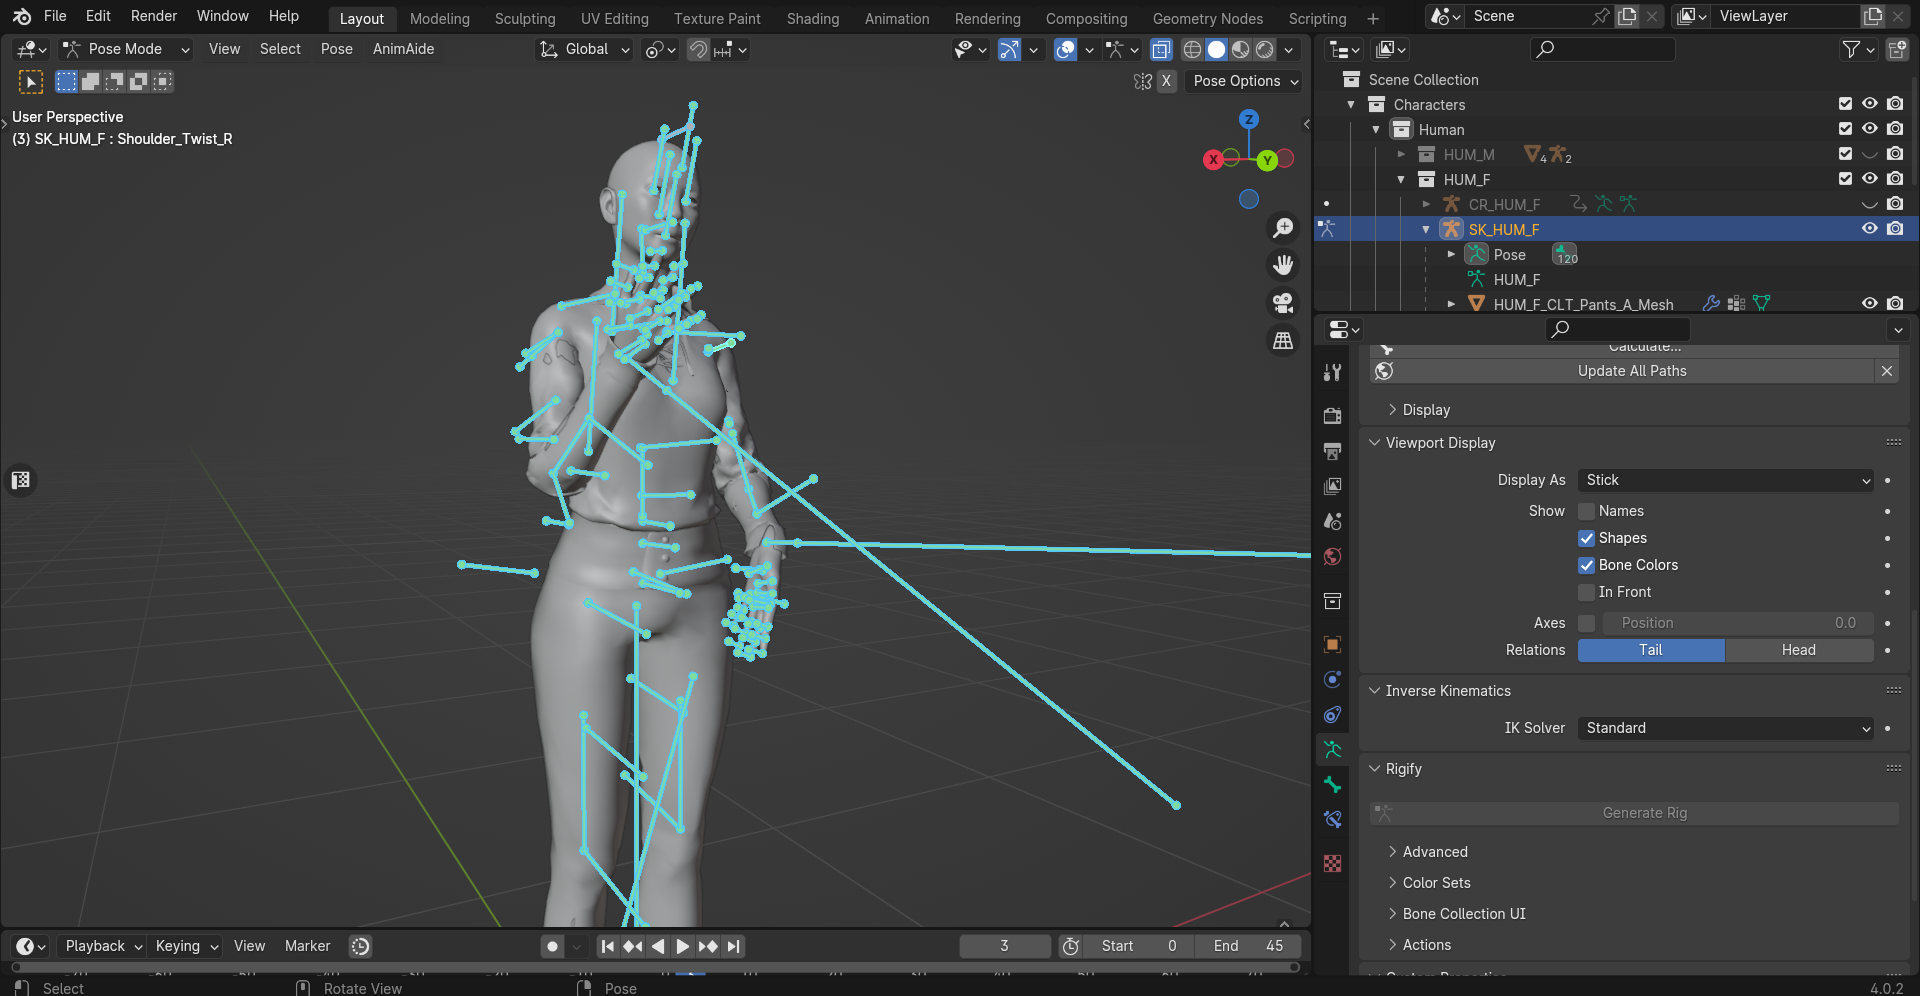 File Edit Render Window Help Layout Modeling Sculpting UV Editing Texture Paint Shading Animation Rendering Compositing Geometry Nodes Scripting + Scene ViewLayer
Pose Mode View Select Pose AnimAide Global
X Pose Options
User Perspective
(3) SK_HUM_F : Shoulder_Twist_R
Z
X Y
Scene Collection
Characters
Human
HUM_M 4 2
HUM_F
CR_HUM_F
SK_HUM_F
Pose 120
HUM_F
HUM_F_CLT_Pants_A_Mesh
Calculate...
Update All Paths
Display
Viewport Display
Display As Stick
Show Names
Shapes
Bone Colors
In Front
Axes Position 0.0
Relations Tail Head
Inverse Kinematics
IK Solver Standard
Rigify
Generate Rig
Advanced
Color Sets
Bone Collection UI
Actions
Playback Keying View Marker 3 Start 0 End 45
Select Rotate View Pose 4.0.2